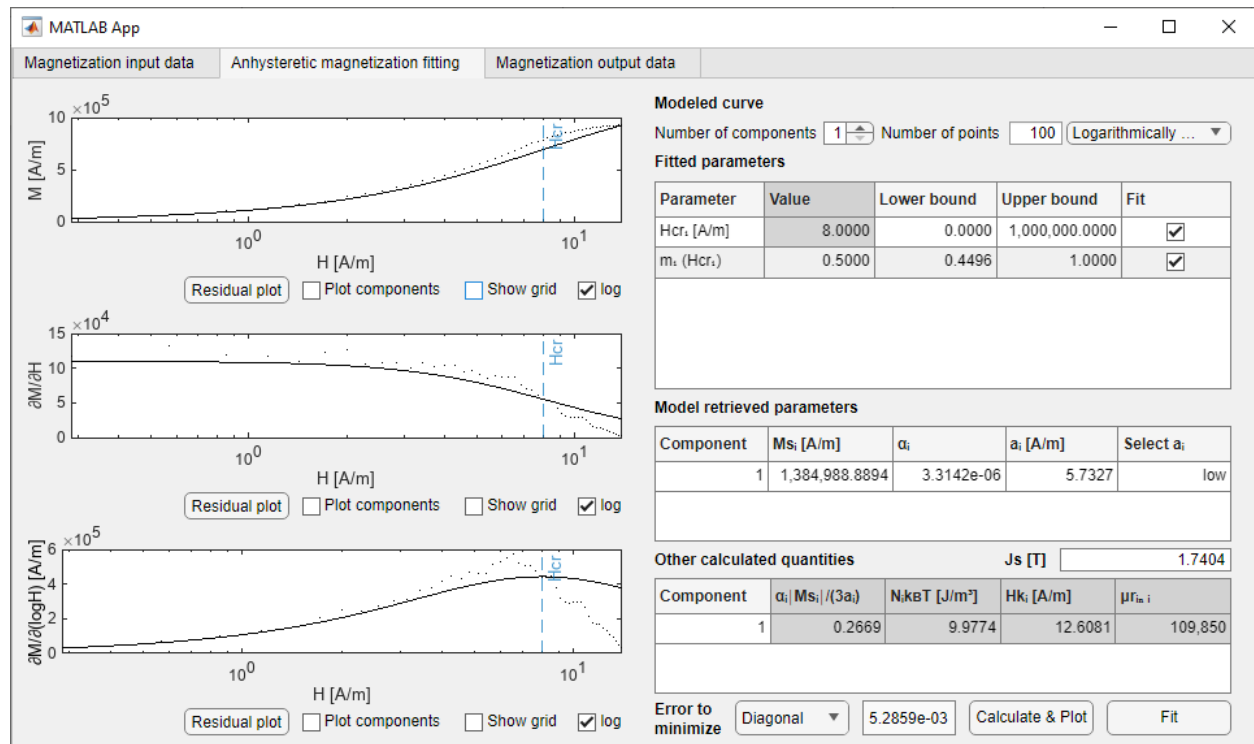 MATLAB App
Magnetization input data
Anhysteretic magnetization fitting
Magnetization output data
×10⁵
10
5
0
M [A/m]
Hcr
10⁰
10¹
H [A/m]
Residual plot
Plot components
Show grid
log
×10⁴
15
10
5
0
∂M/∂H
Hcr
10⁰
10¹
H [A/m]
Residual plot
Plot components
Show grid
log
×10⁵
6
4
2
0
∂M/∂(logH) [A/m]
Hcr
10⁰
10¹
H [A/m]
Residual plot
Plot components
Show grid
log
Modeled curve
Number of components 1 Number of points 100 Logarithmically ...
Fitted parameters
Parameter Value Lower bound Upper bound Fit
Hcr₁ [A/m] 8.0000 0.0000 1,000,000.0000
m₁ (Hcr₁) 0.5000 0.4496 1.0000
Model retrieved parameters
Component Msᵢ [A/m] αᵢ aᵢ [A/m] Select aᵢ
1 1,384,988.8894 3.3142e-06 5.7327 low
Other calculated quantities Js [T] 1.7404
Component αᵢ|Msᵢ|/(3aᵢ) NᵢkʙT [J/m³] Hkᵢ [A/m] μrᵢₙ ᵢ
1 0.2669 9.9774 12.6081 109,850
Error to
minimize
Diagonal 5.2859e-03 Calculate & Plot Fit